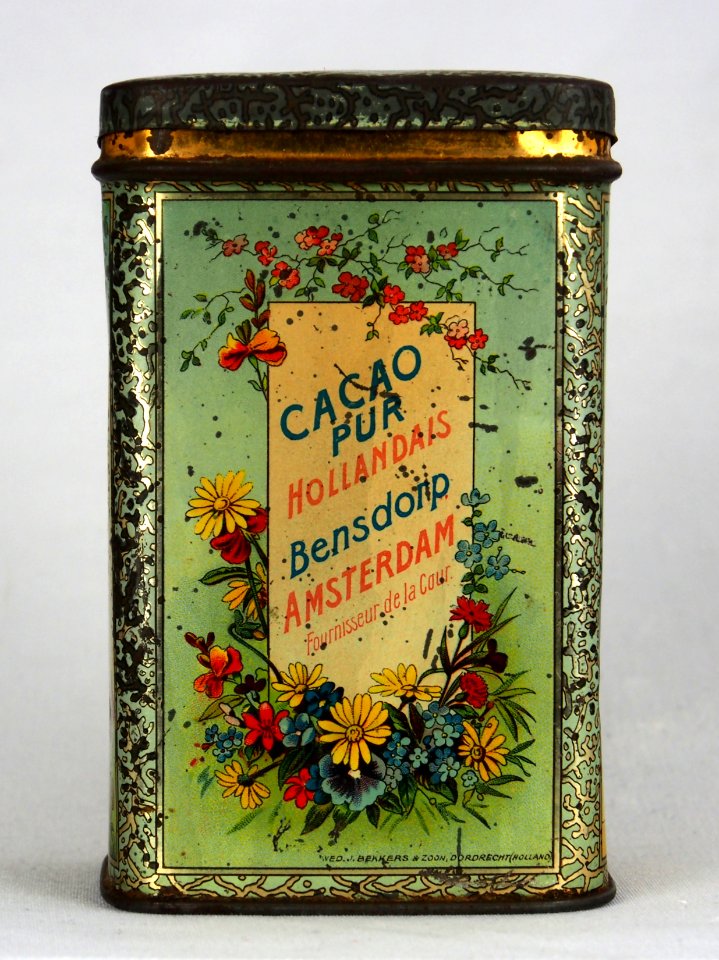 CACAO
PUR
HOLLANDAIS
Bensdorp
AMSTERDAM
Fournisseur de la Cour.
WED. J. BEKKERS & ZOON, DORDRECHT (HOLLAND)